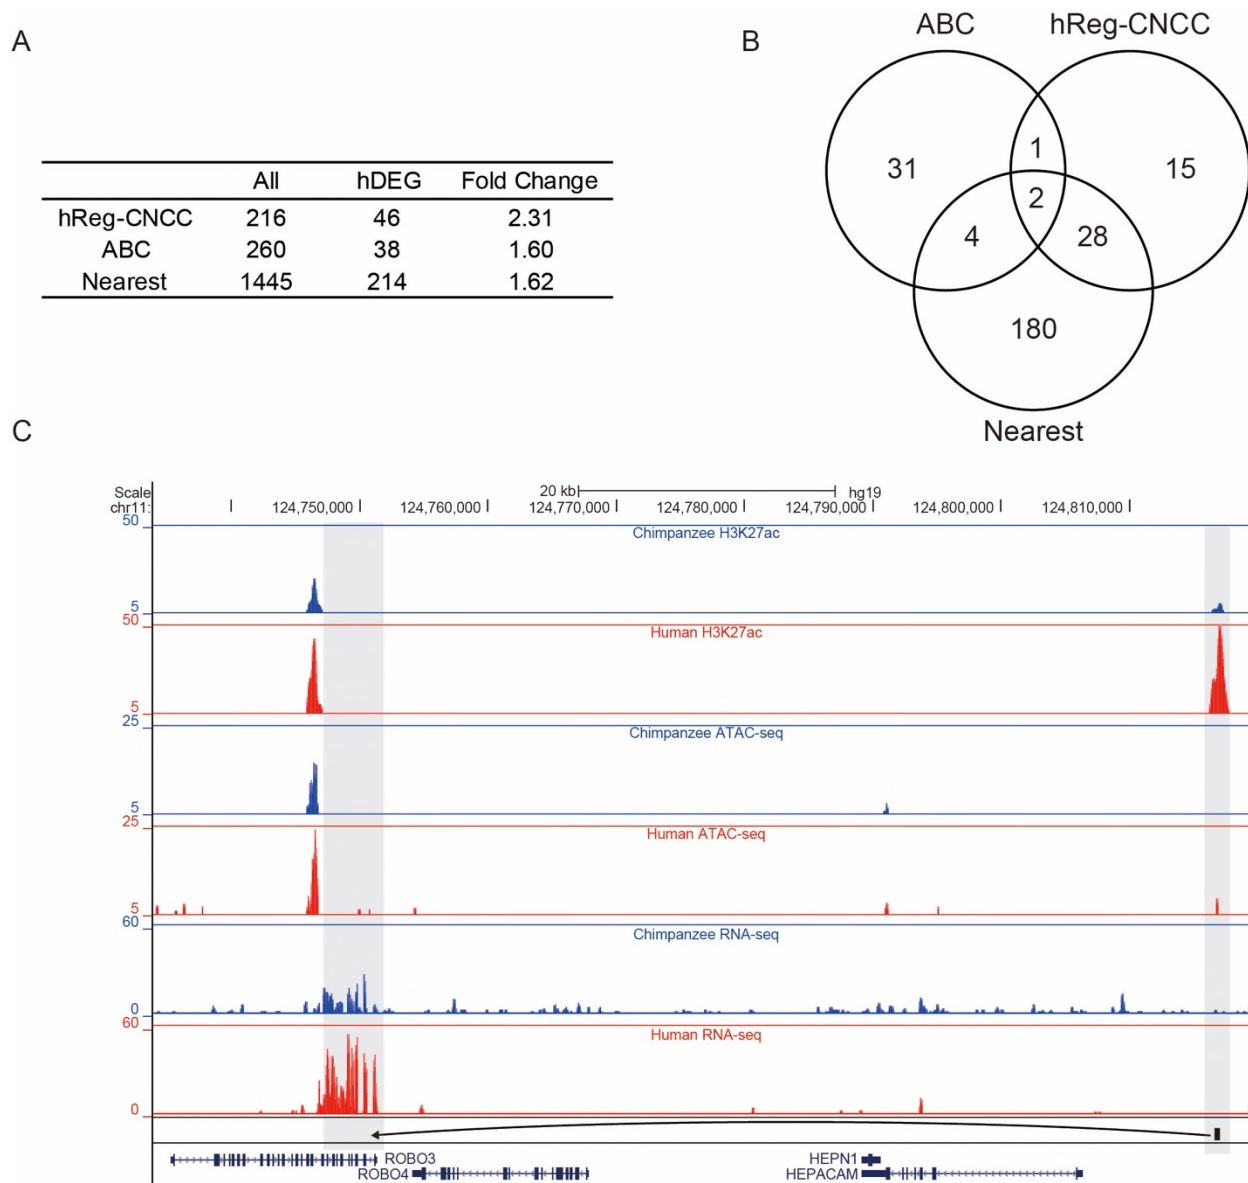 A
All hDEG Fold Change
hReg-CNCC 216 46 2.31
ABC 260 38 1.60
Nearest 1445 214 1.62
B
ABC hReg-CNCC
31 1 15
2
4 28
180
Nearest
C
Scale 20 kb hg19
chr11: 124,750,000 124,760,000 124,770,000 124,780,000 124,790,000 124,800,000 124,810,000
50
Chimpanzee H3K27ac
5
50
Human H3K27ac
5
25
Chimpanzee ATAC-seq
5
25
Human ATAC-seq
5
60
Chimpanzee RNA-seq
0
60
Human RNA-seq
0
ROBO3 HEPN1
ROBO4 HEPACAM